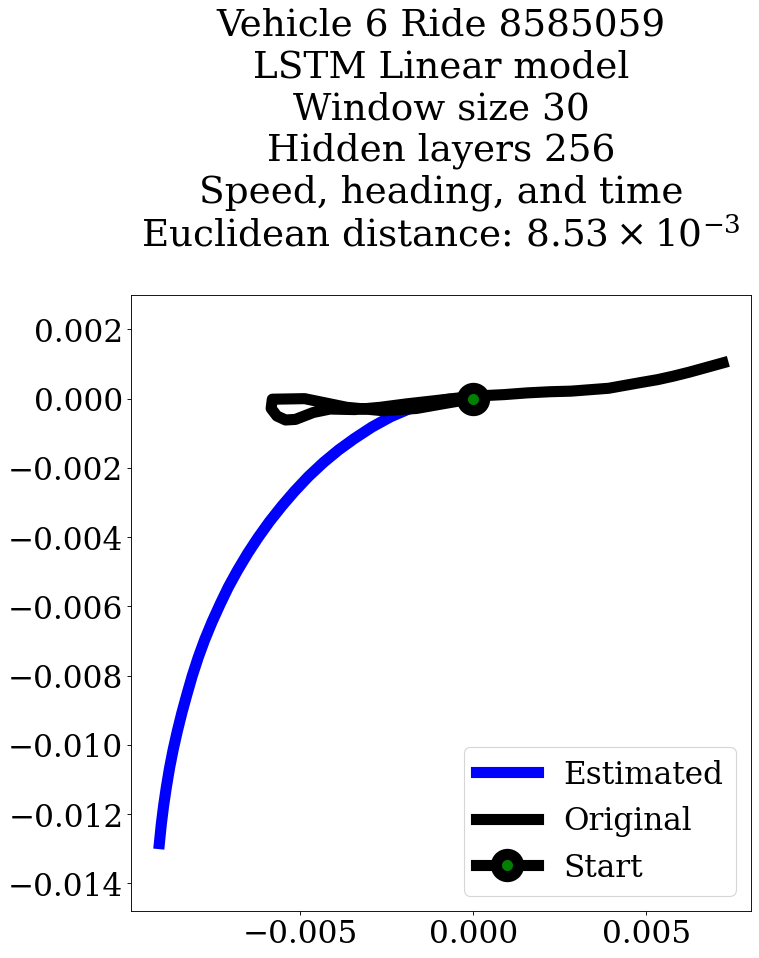 Vehicle 6 Ride 8585059
LSTM Linear model
Window size 30
Hidden layers 256
Speed, heading, and time
Euclidean distance: 8.53 × 10⁻³
0.002
0.000
−0.002
−0.004
−0.006
−0.008
−0.010
−0.012
−0.014
Estimated
Original
Start
−0.005 0.000 0.005